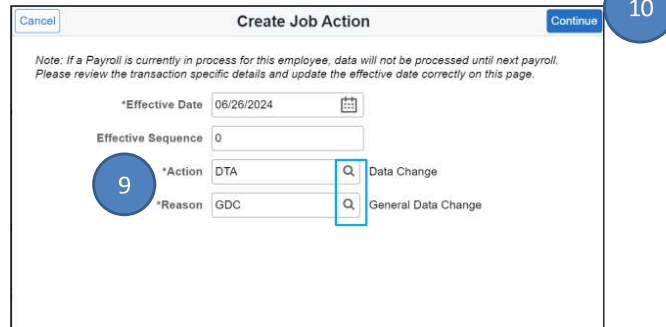 Cancel Create Job Action Continue 10
Note: If a Payroll is currently in process for this employee, data will not be processed until next payroll.
Please review the transaction specific details and update the effective date correctly on this page.
*Effective Date 06/26/2024
Effective Sequence 0
9
*Action DTA Data Change
*Reason GDC General Data Change